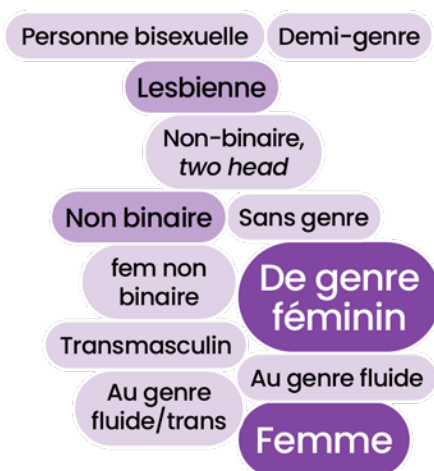 Personne bisexuelle
Demi-genre
Lesbienne
Non-binaire,
two head
Non binaire
Sans genre
fem non
binaire
De genre
féminin
Transmasculin
Au genre fluide
Au genre
fluide/trans
Femme